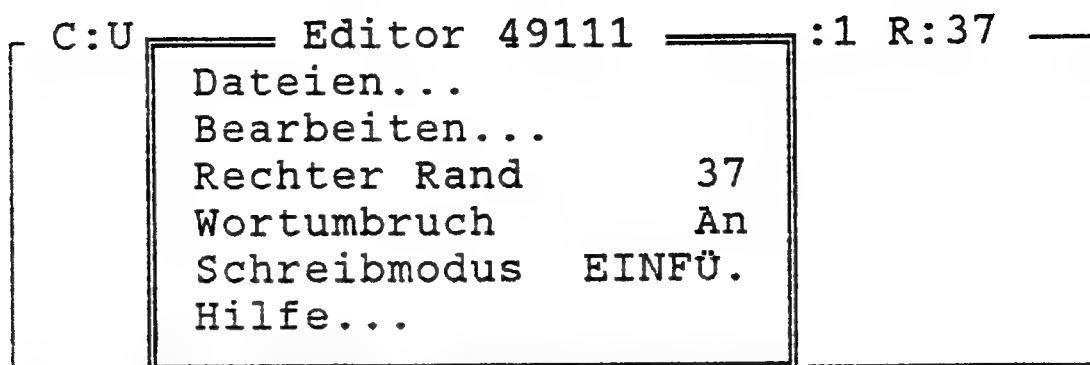 C:U Editor 49111 :1 R:37
Dateien...
Bearbeiten...
Rechter Rand 37
Wortumbruch An
Schreibmodus EINFÜ.
Hilfe...